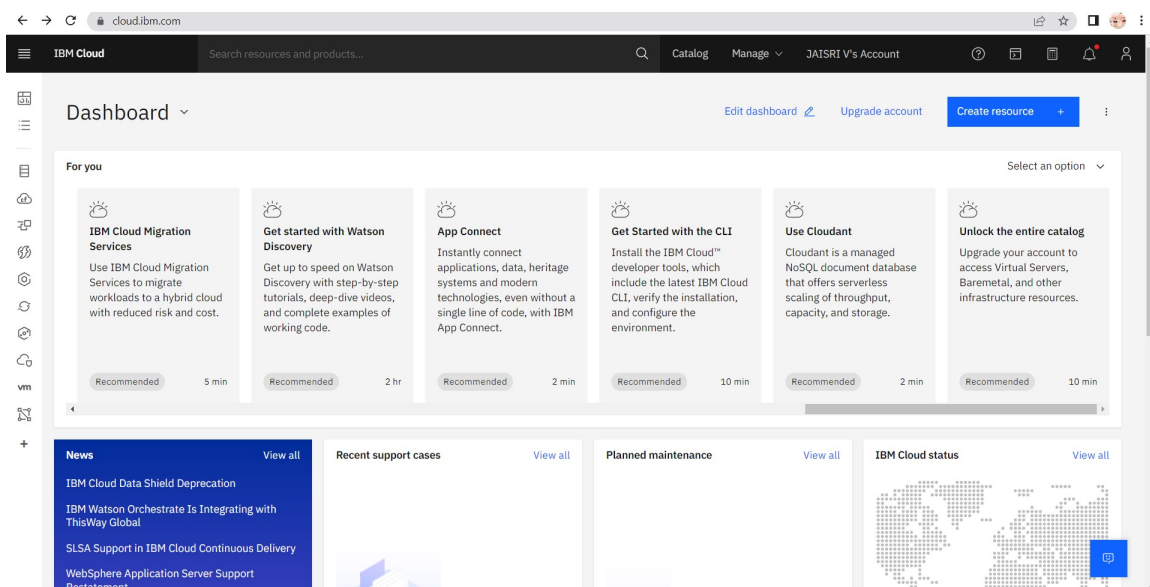 cloud.ibm.com
IBM Cloud
Search resources and products...
Catalog
Manage
JAISRI V's Account
Dashboard
Edit dashboard
Upgrade account
Create resource +
For you
Select an option
IBM Cloud Migration
Services
Use IBM Cloud Migration
Services to migrate
workloads to a hybrid cloud
with reduced risk and cost.
Recommended
5 min
Get started with Watson
Discovery
Get up to speed on Watson
Discovery with step-by-step
tutorials, deep-dive videos,
and complete examples of
working code.
Recommended
2 hr
App Connect
Instantly connect
applications, data, heritage
systems and modern
technologies, even without a
single line of code, with IBM
App Connect.
Recommended
2 min
Get Started with the CLI
Install the IBM Cloud™
developer tools, which
include the latest IBM Cloud
CLI, verify the installation,
and configure the
environment.
Recommended
10 min
Use Cloudant
Cloudant is a managed
NoSQL document database
that offers serverless
scaling of throughput,
capacity, and storage.
Recommended
2 min
Unlock the entire catalog
Upgrade your account to
access Virtual Servers,
Baremetal, and other
infrastructure resources.
Recommended
10 min
vm
News
View all
IBM Cloud Data Shield Deprecation
IBM Watson Orchestrate Is Integrating with
ThisWay Global
SLSA Support in IBM Cloud Continuous Delivery
WebSphere Application Server Support
Recent support cases
View all
Planned maintenance
View all
IBM Cloud status
View all